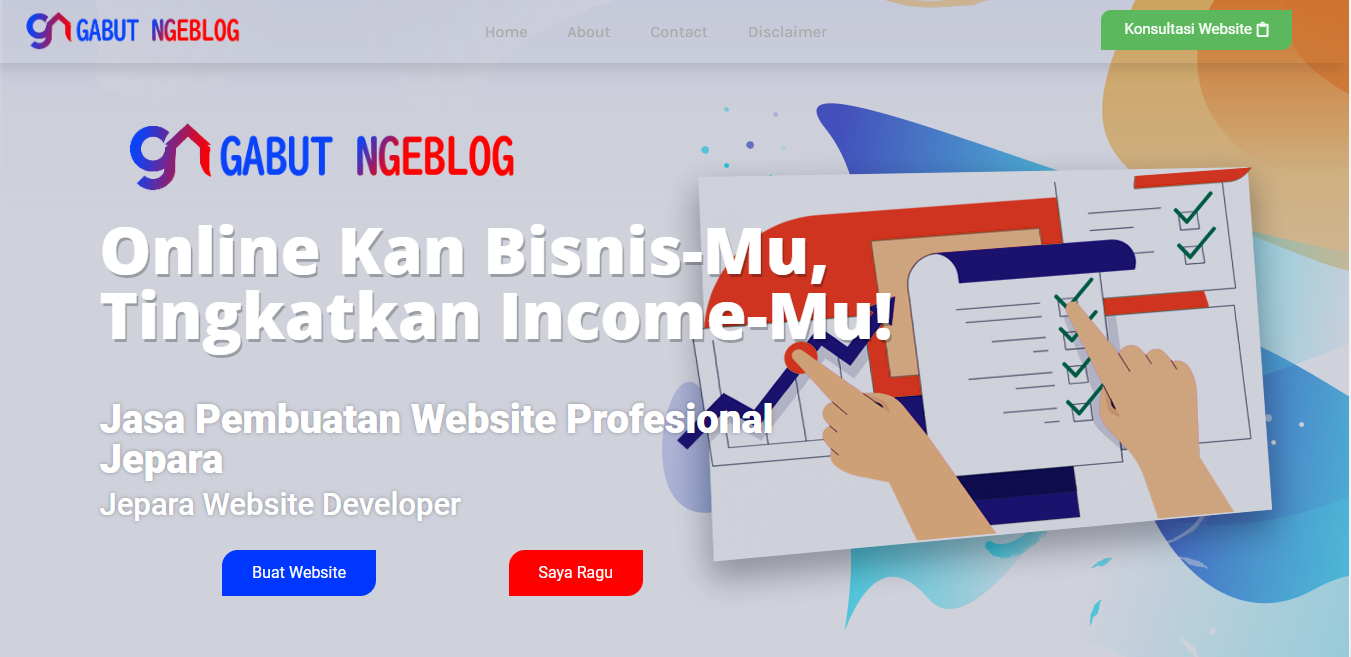 GABUT NGEBLOG
Home About Contact Disclaimer
Konsultasi Website
GABUT NGEBLOG
Online Kan Bisnis-Mu,
Tingkatkan Income-Mu!
Jasa Pembuatan Website Profesional
Jepara
Jepara Website Developer
Buat Website
Saya Ragu